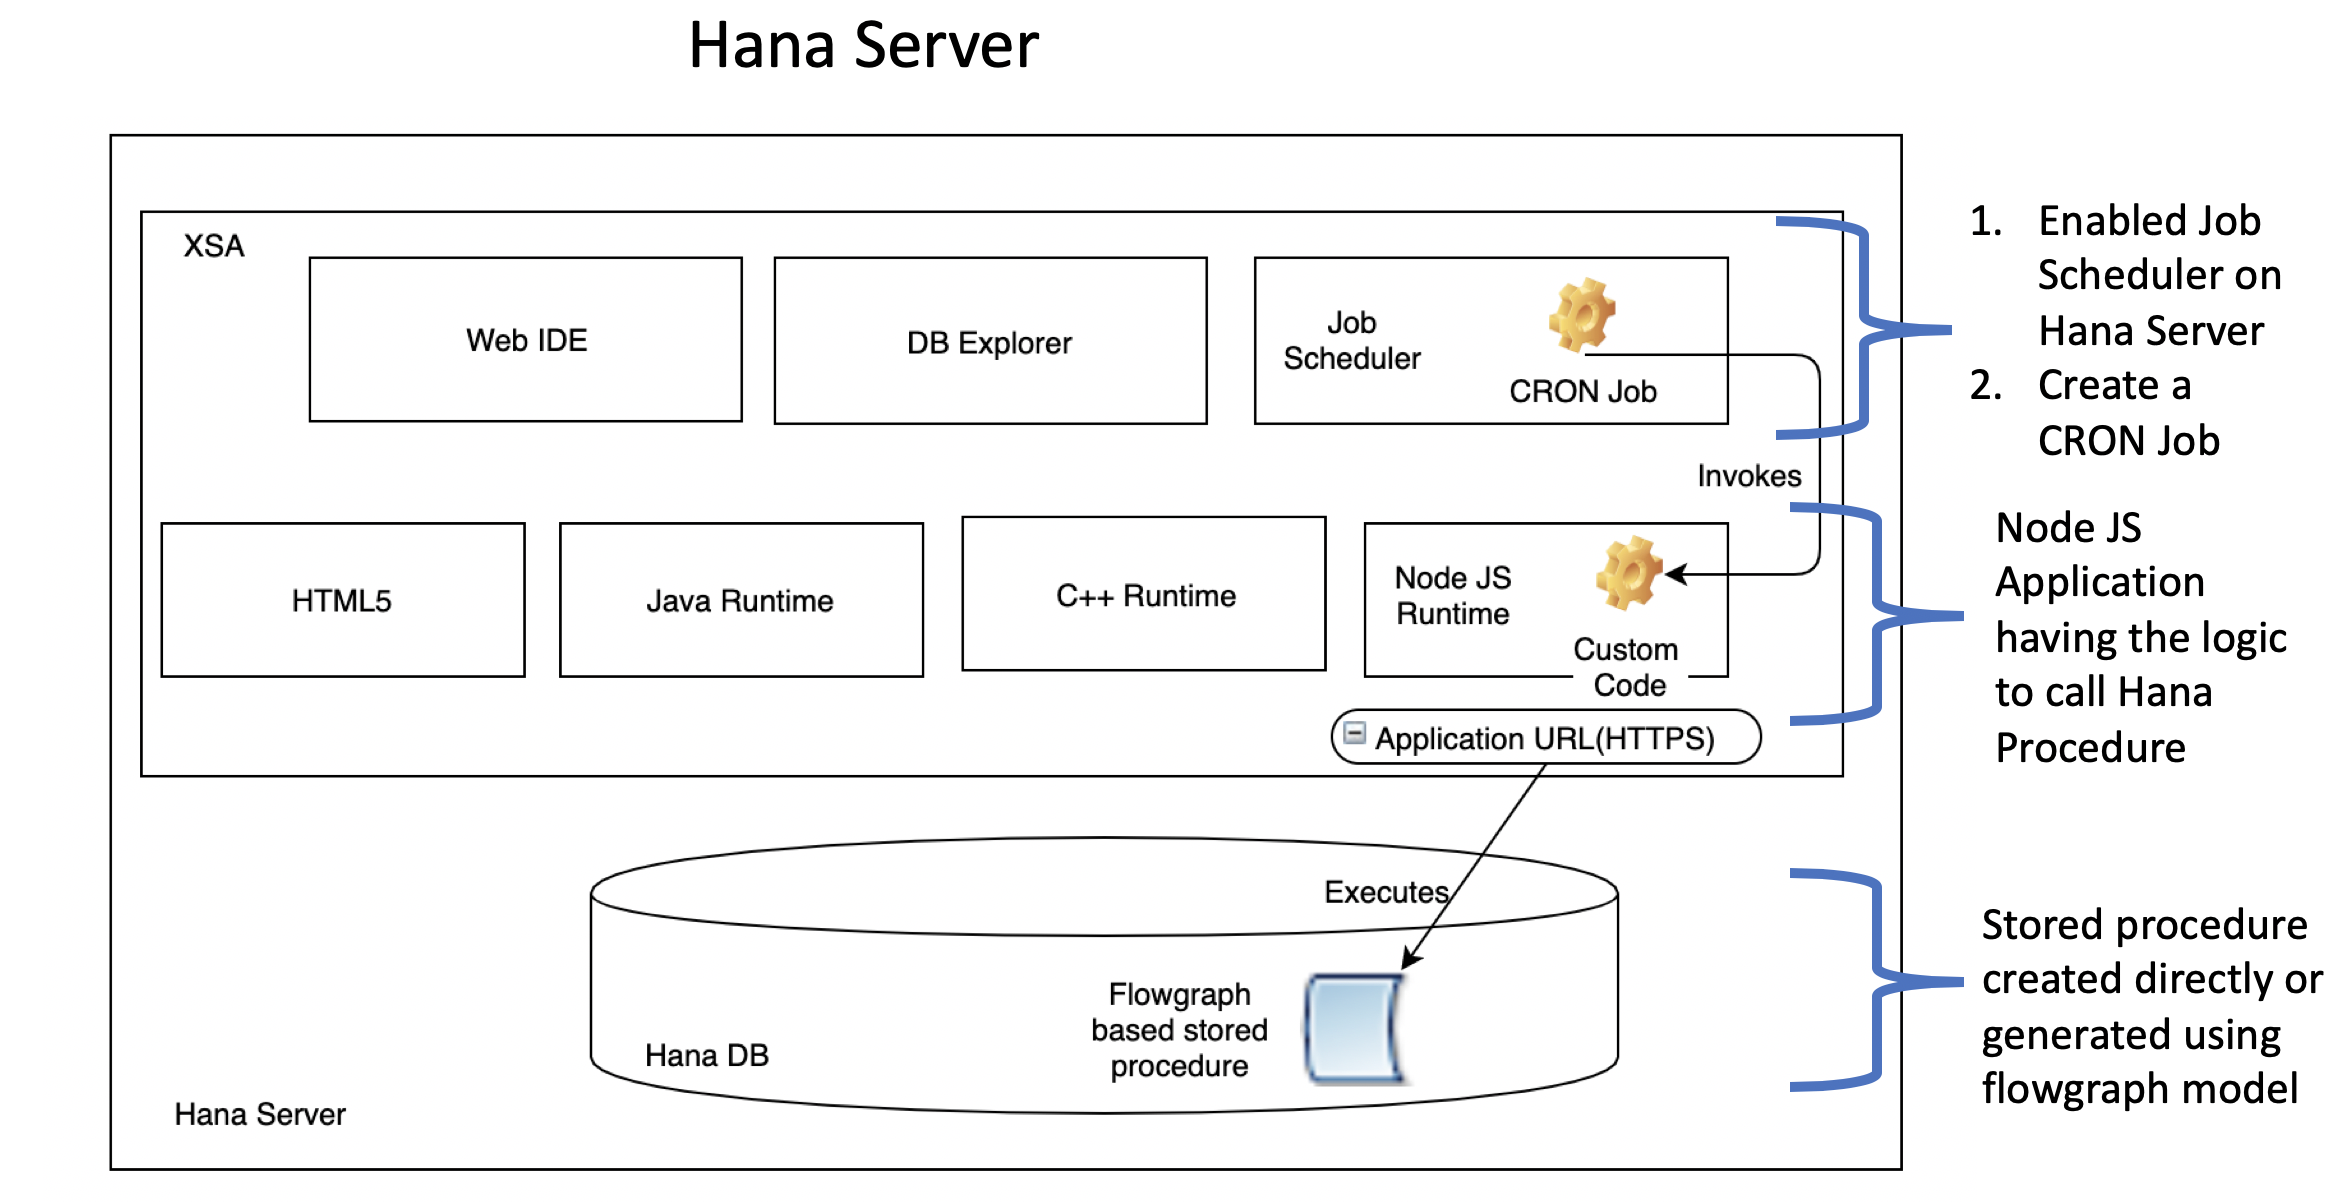 Hana Server
XSA
Web IDE
DB Explorer
Job
Scheduler
CRON Job
1. Enabled Job
Scheduler on
Hana Server
2. Create a
CRON Job
Invokes
HTML5
Java Runtime
C++ Runtime
Node JS
Runtime
Custom
Code
Application URL(HTTPS)
Node JS
Application
having the logic
to call Hana
Procedure
Executes
Flowgraph
based stored
procedure
Hana DB
Stored procedure
created directly or
generated using
flowgraph model
Hana Server